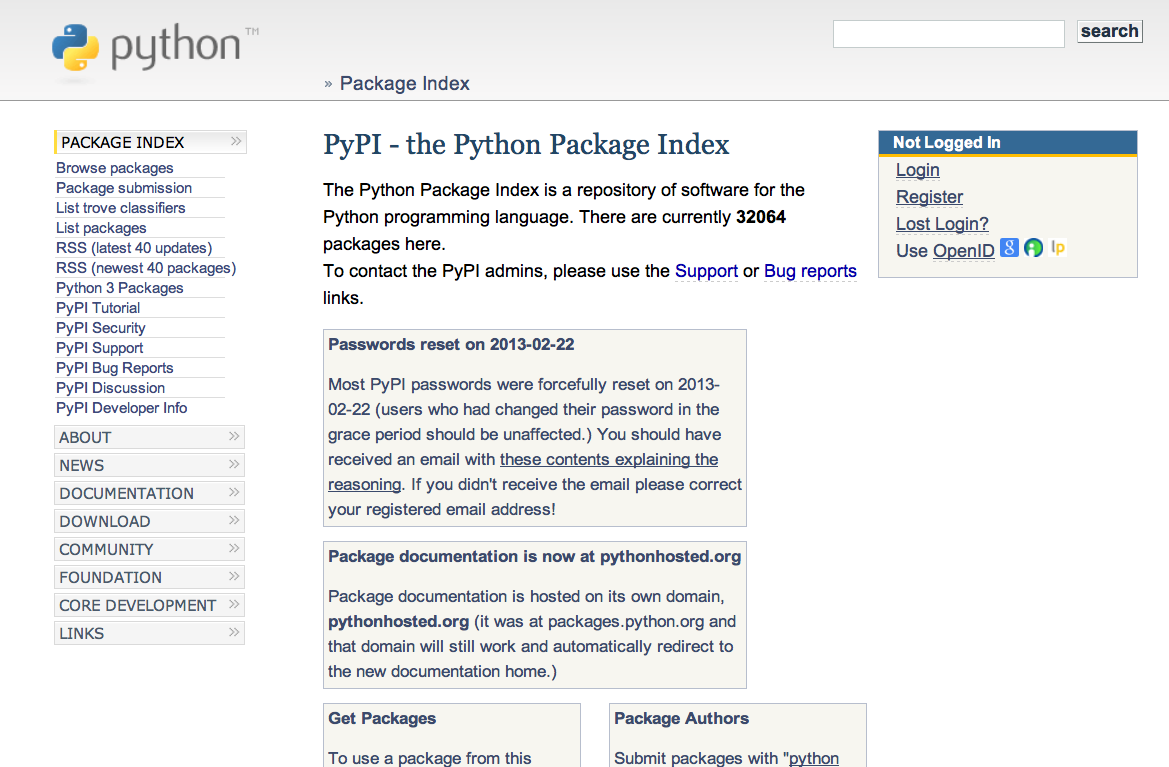 python™
search
» Package Index
PACKAGE INDEX »
Browse packages
Package submission
List trove classifiers
List packages
RSS (latest 40 updates)
RSS (newest 40 packages)
Python 3 Packages
PyPI Tutorial
PyPI Security
PyPI Support
PyPI Bug Reports
PyPI Discussion
PyPI Developer Info
ABOUT »
NEWS »
DOCUMENTATION »
DOWNLOAD »
COMMUNITY »
FOUNDATION »
CORE DEVELOPMENT »
LINKS »
PyPI - the Python Package Index
The Python Package Index is a repository of software for the
Python programming language. There are currently 32064
packages here.
To contact the PyPI admins, please use the Support or Bug reports
links.
Passwords reset on 2013-02-22
Most PyPI passwords were forcefully reset on 2013-
02-22 (users who had changed their password in the
grace period should be unaffected.) You should have
received an email with these contents explaining the
reasoning. If you didn't receive the email please correct
your registered email address!
Package documentation is now at pythonhosted.org
Package documentation is hosted on its own domain,
pythonhosted.org (it was at packages.python.org and
that domain will still work and automatically redirect to
the new documentation home.)
Get Packages
To use a package from this
Package Authors
Submit packages with "python
Not Logged In
Login
Register
Lost Login?
Use OpenID 8 lp